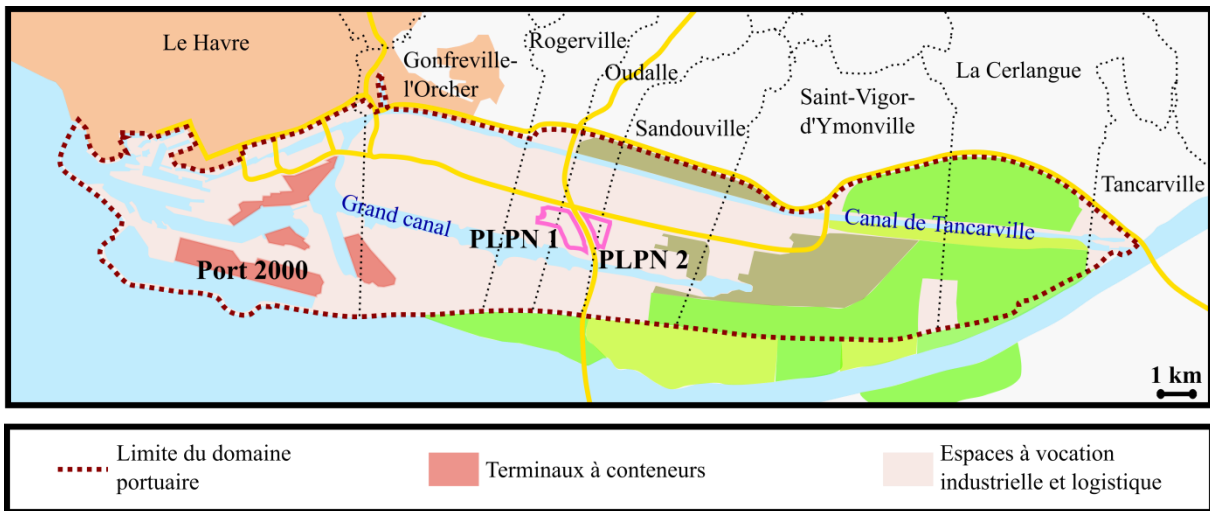 Le Havre
Rogerville
Gonfreville-
l'Orcher
Oudalle
La Cerlangue
Saint-Vigor-
d'Ymonville
Sandouville
Tancarville
Grand canal
Canal de Tancarville
PLPN 1
PLPN 2
Port 2000
1 km
Limite du domaine
portuaire
Terminaux à conteneurs
Espaces à vocation
industrielle et logistique